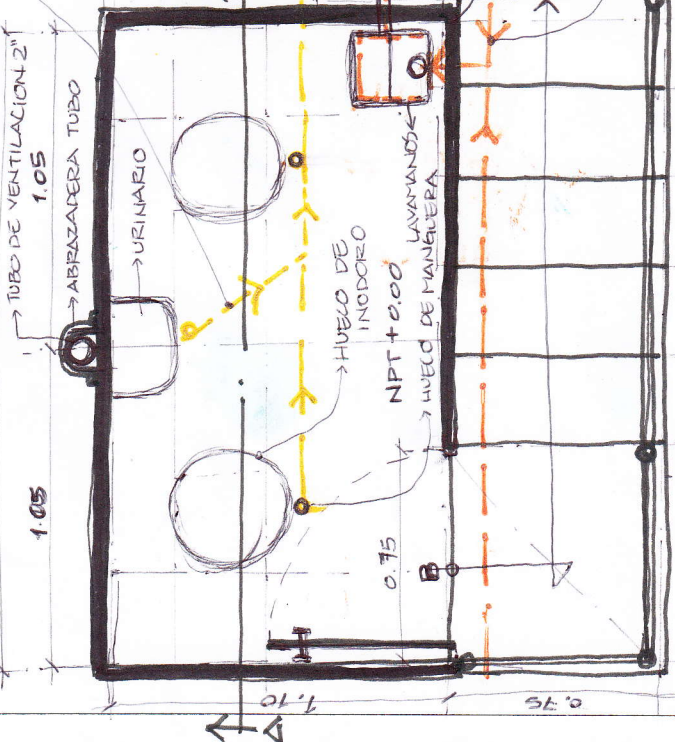 TUBO DE VENTILACION 2"
1.05
ABRAZADERA TUBO
URINARIO
1.05
HUECO DE
INODORO
NPT +0.00
LAVAMANOS
HUECO DE MANGUERA
0.75
1.10
0.75
A